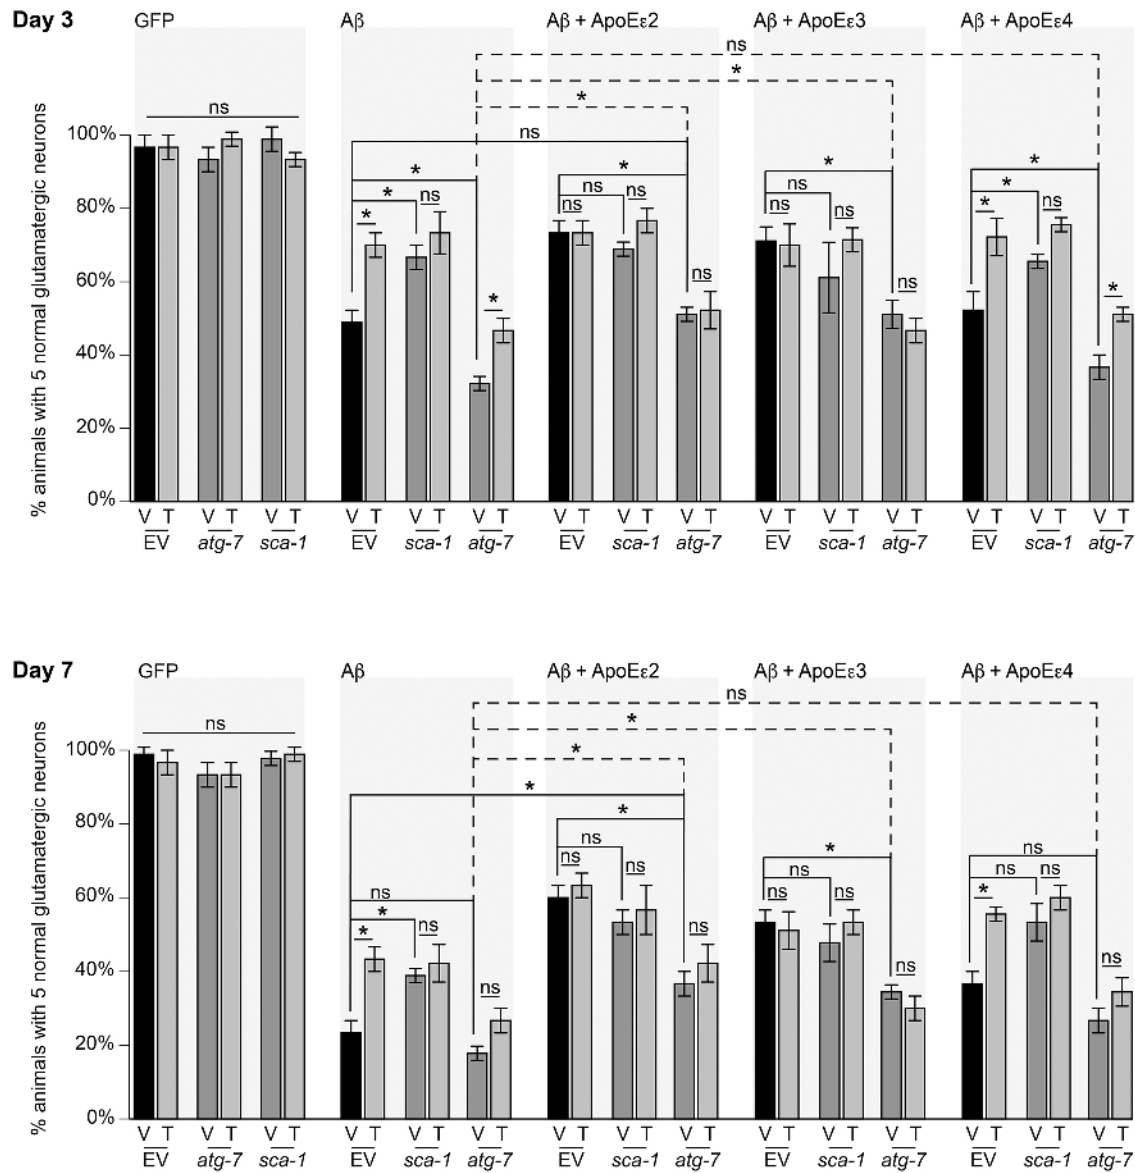 Day 3
GFP
Aβ
Aβ + ApoEε2
Aβ + ApoEε3
Aβ + ApoEε4
% animals with 5 normal glutamatergic neurons
100%
80%
60%
40%
20%
0%
ns
ns
*
*
ns
*
*
*
ns
*
*
ns
ns
ns
ns
*
ns
ns
ns
*
ns
*
*
ns
*
V T V T V T
EV atg-7 sca-1
V T V T V T
EV sca-1 atg-7
V T V T V T
EV sca-1 atg-7
V T V T V T
EV sca-1 atg-7
V T V T V T
EV sca-1 atg-7
Day 7
GFP
Aβ
Aβ + ApoEε2
Aβ + ApoEε3
Aβ + ApoEε4
% animals with 5 normal glutamatergic neurons
100%
80%
60%
40%
20%
0%
ns
ns
*
*
*
ns
*
*
ns
ns
*
ns
ns
ns
ns
*
ns
ns
ns
ns
ns
ns
*
ns
ns
V T V T V T
EV atg-7 sca-1
V T V T V T
EV sca-1 atg-7
V T V T V T
EV sca-1 atg-7
V T V T V T
EV sca-1 atg-7
V T V T V T
EV sca-1 atg-7